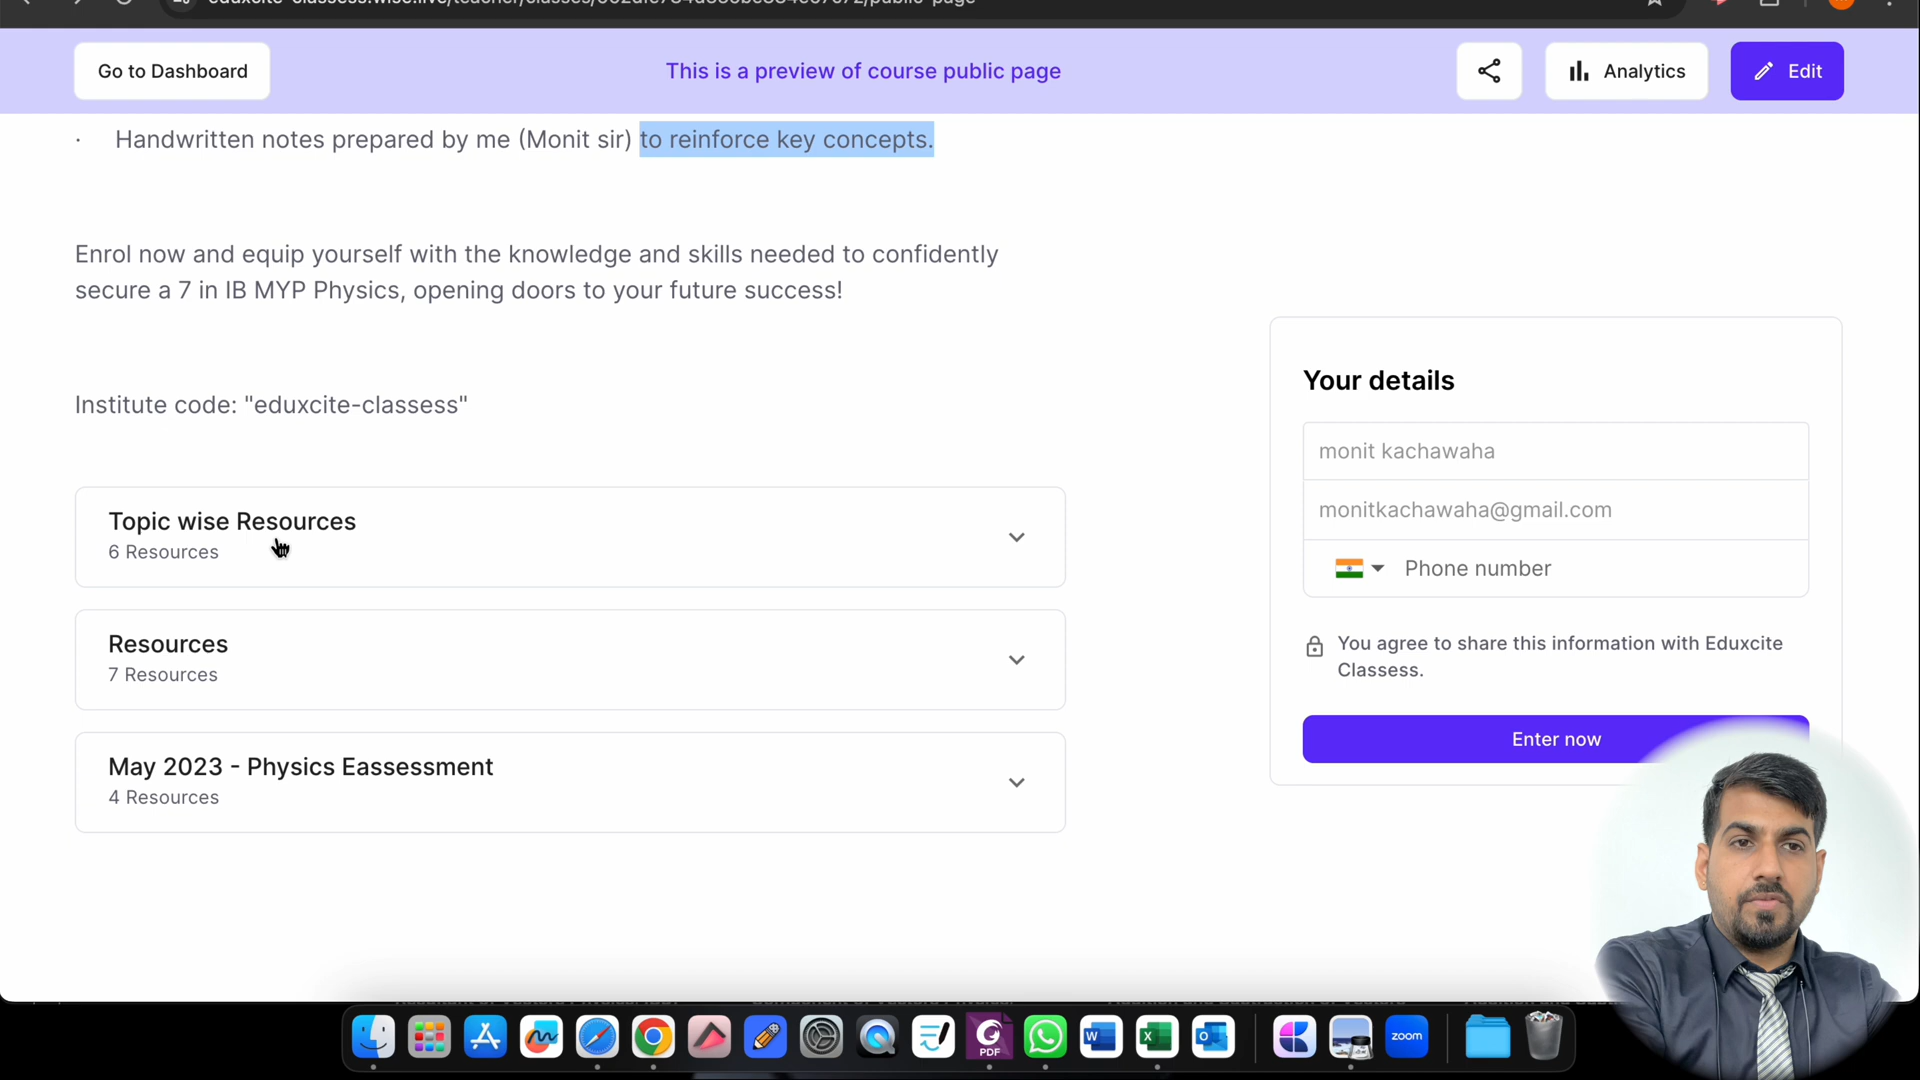 Go to Dashboard
This is a preview of course public page
Analytics
Edit
· Handwritten notes prepared by me (Monit sir) to reinforce key concepts.
Enrol now and equip yourself with the knowledge and skills needed to confidently
secure a 7 in IB MYP Physics, opening doors to your future success!
Institute code: "eduxcite-classess"
Topic wise Resources
6 Resources
Resources
7 Resources
May 2023 - Physics Eassessment
4 Resources
Your details
monit kachawaha
monitkachawaha@gmail.com
Phone number
You agree to share this information with Eduxcite
Classess.
Enter now
PDF
W
X
O
zoom